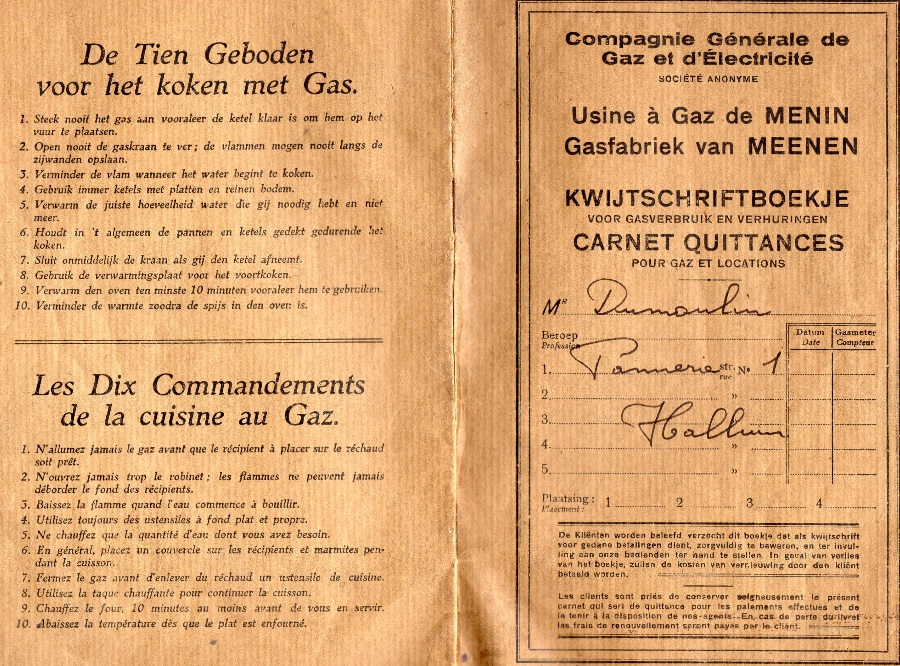 De Tien Geboden
voor het koken met Gas.
1. Steek nooit het gas aan vooraleer de ketel klaar is om hem op het
vuur te plaatsen.
2. Open nooit de gaskraan te ver; de vlammen mogen nooit langs de
zijwanden opslaan.
3. Verminder de vlam wanneer het water begint te koken.
4. Gebruik immer ketels met platten en reinen bodem.
5. Verwarm de juiste hoeveelheid water die gij noodig hebt en niet
meer.
6. Houdt in 't algemeen de pannen en ketels gedekt gedurende het
koken.
7. Sluit onmiddelijk de kraan als gij den ketel afneemt.
8. Gebruik de verwarmingsplaat voor het voortkoken.
9. Verwarm den oven ten minste 10 minuten vooraleer hem te gebruiken.
10. Verminder de warmte zoodra de spijs in den oven is.
Les Dix Commandements
de la cuisine au Gaz.
1. N'allumez jamais le gaz avant que le récipient à placer sur le réchaud
soit prêt.
2. N'ouvrez jamais trop le robinet; les flammes ne peuvent jamais
déborder le fond des récipients.
3. Baissez la flamme quand l'eau commence à bouillir.
4. Utilisez toujours des ustensiles à fond plat et propre.
5. Ne chauffez que la quantité d'eau dont vous avez besoin.
6. En général, placez un couvercle sur les récipients et marmites pen-
dant la cuisson.
7. Fermez le gaz avant d'enlever du réchaud un ustensile de cuisine.
8. Utilisez la taque chauffante pour continuer la cuisson.
9. Chauffez le four, 10 minutes au moins avant de vous en servir.
10. Abaissez la température dès que le plat est enfourné.
Compagnie Générale de
Gaz et d'Électricité
SOCIÉTÉ ANONYME
Usine à Gaz de MENIN
Gasfabriek van MEENEN
KWIJTSCHRIFTBOEKJE
VOOR GASVERBRUIK EN VERHURINGEN
CARNET QUITTANCES
POUR GAZ ET LOCATIONS
Mr Dumoulin
Beroep
Profession
Datum Gasmeter
Date Compteur
1. Pannerie str. rue No 1
2. »
3. Halluin »
4. »
5. »
Plaatsing : 1 2 3 4
Placement :
De Kliënten worden beleefd verzocht dit boekje dat als kwijtschrift
voor gedane betalingen dient, zorgvuldig te bewaren, en ter invul-
ling aan onze bedienden ter hand te stellen. In geval van verlies
van het boekje, zullen de kosten van vernieuwing door den kliënt
betaald worden.
Les clients sont priés de conserver soigneusement le présent
carnet qui sert de quittance pour les paiements effectués et de
le tenir à la disposition de nos agents. En cas de perte du livret
les frais de renouvellement seront payés par le client.